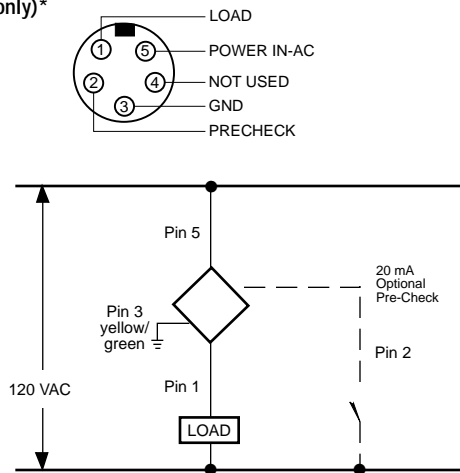 only)*
LOAD
1
5
POWER IN-AC
2
4
NOT USED
3
GND
PRECHECK
Pin 5
20 mA
Optional
Pre-Check
Pin 3
yellow/
green
Pin 2
120 VAC
Pin 1
LOAD